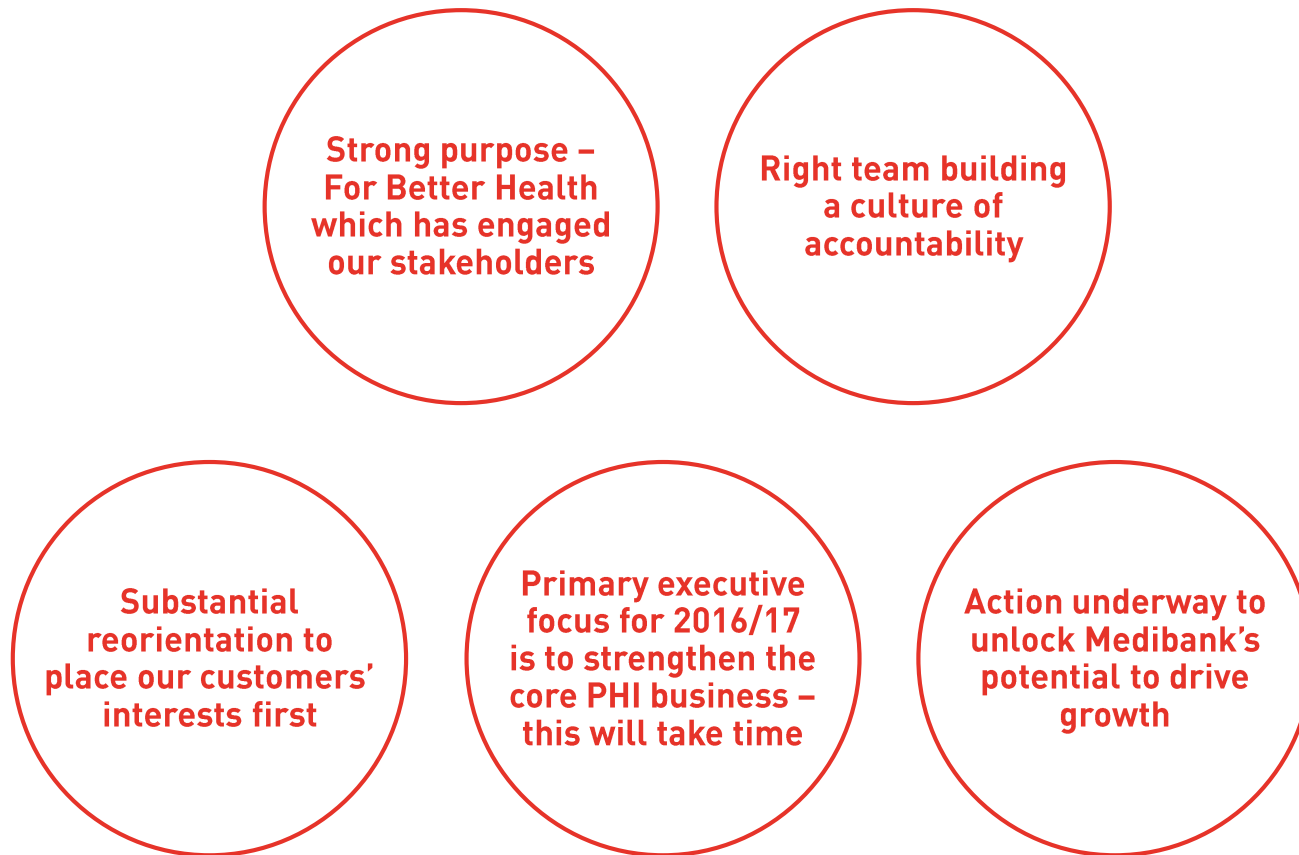 Strong purpose –
For Better Health
which has engaged
our stakeholders
Right team building
a culture of
accountability
Substantial
reorientation to
place our customers’
interests first
Primary executive
focus for 2016/17
is to strengthen the
core PHI business –
this will take time
Action underway to
unlock Medibank’s
potential to drive
growth